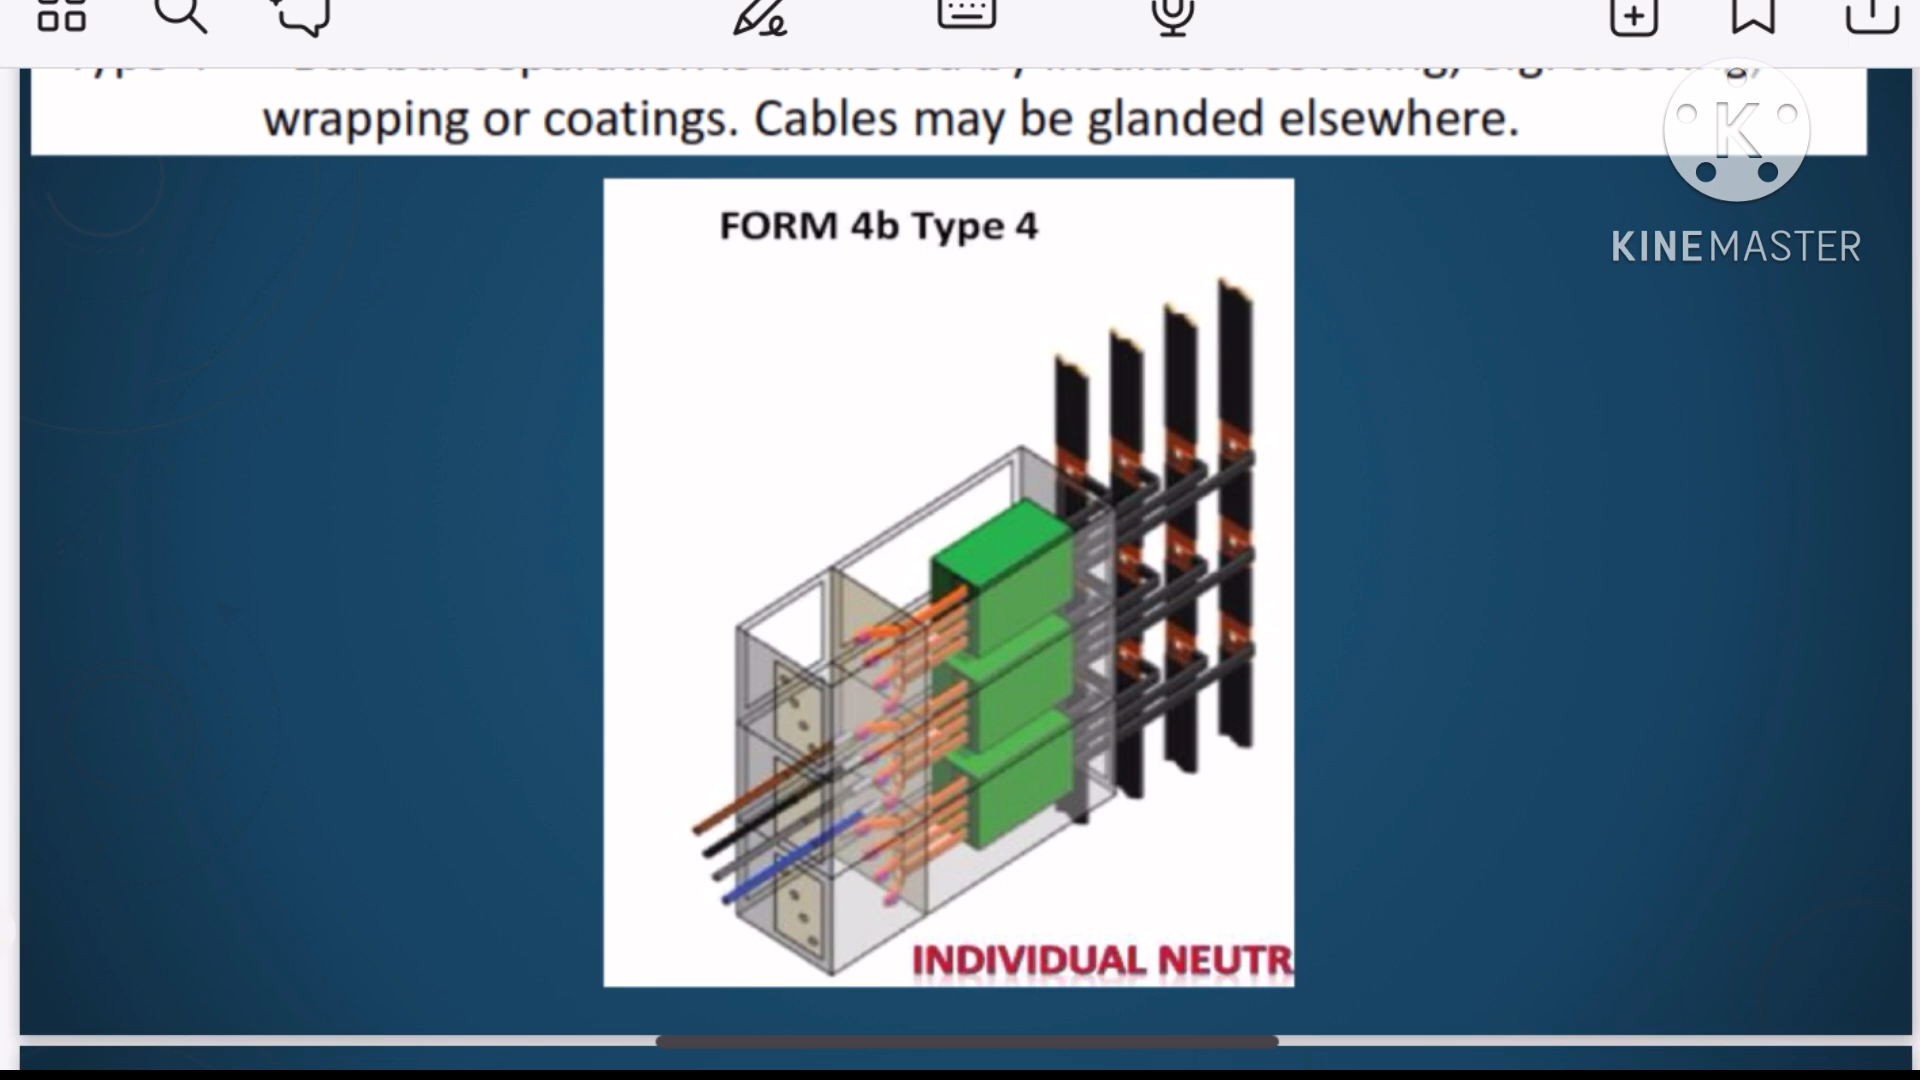 wrapping or coatings. Cables may be glanded elsewhere.
K
KINEMASTER
FORM 4b Type 4
INDIVIDUAL NEUTR